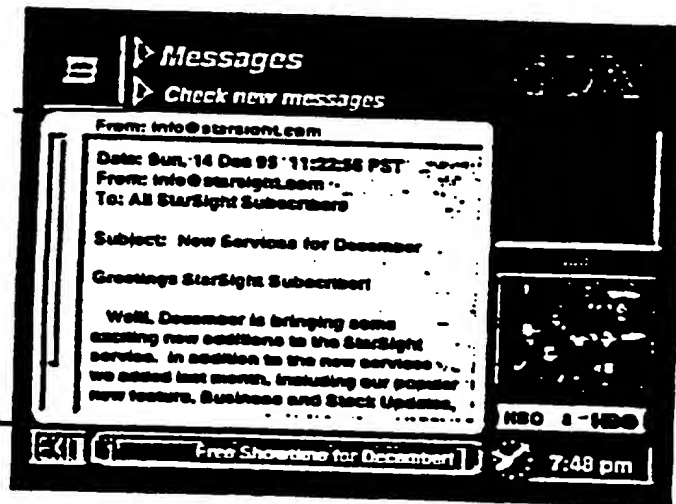 Messages
Check new messages
From: info@starsight.com
Date: Sun, 14 Dec 95 11:22:56 PST
From: info@starsight.com
To: All StarSight Subscribers
Subject: New Services for December
Greetings StarSight Subscriber!
Well, December is bringing some
exciting new additions to the StarSight
service. In addition to the new services
we added last month, including our popular
new feature, Business and Stock Updates,
HBO
Free Showtime for December!
7:48 pm